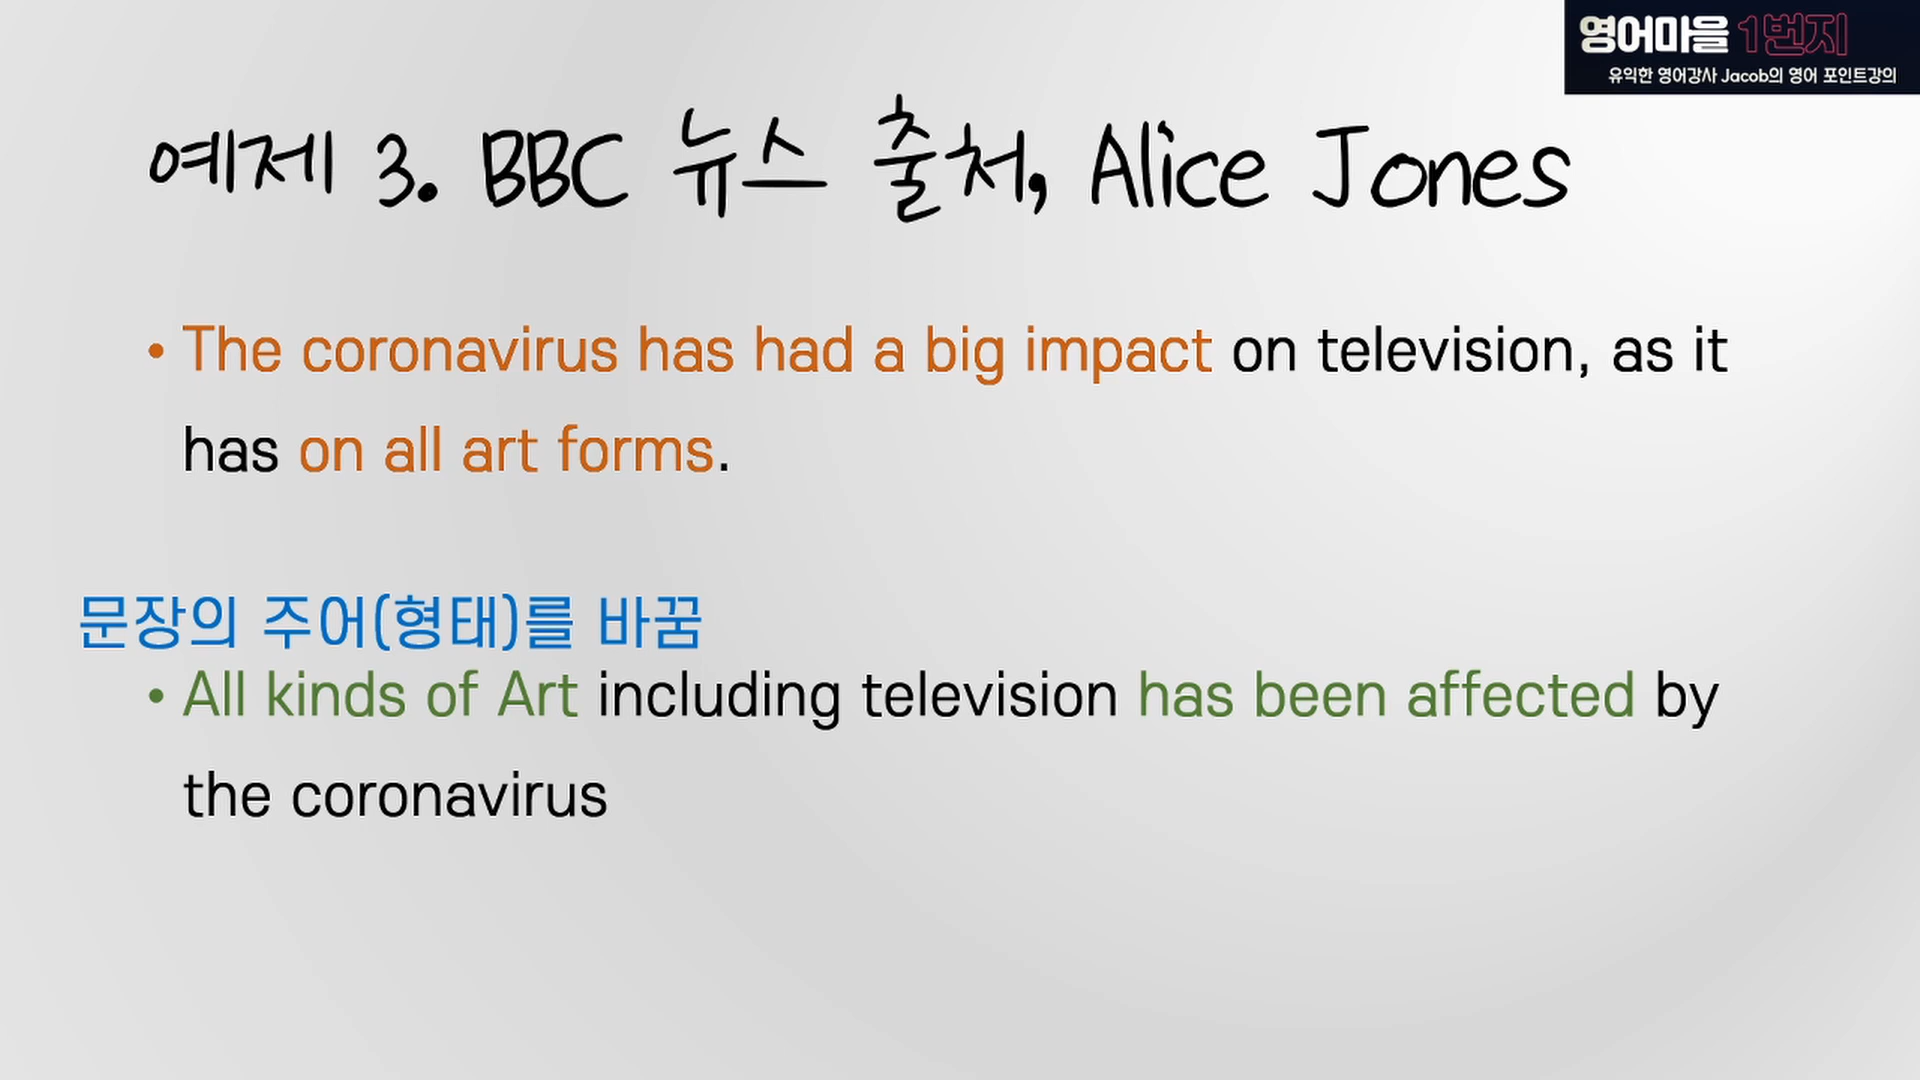 영어마을 1번지
유익한 영어강사 Jacob의 영어 포인트강의
예제 3. BBC 뉴스 출처, Alice Jones
• The coronavirus has had a big impact on television, as it
has on all art forms.
문장의 주어(형태)를 바꿈
• All kinds of Art including television has been affected by
the coronavirus